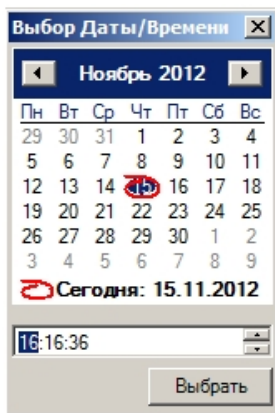 Выбор Даты/Времени
Ноябрь 2012
Пн Вт Ср Чт Пт Сб Вс
29 30 31 1 2 3 4
5 6 7 8 9 10 11
12 13 14 15 16 17 18
19 20 21 22 23 24 25
26 27 28 29 30 1 2
3 4 5 6 7 8 9
Сегодня: 15.11.2012
16:16:36
Выбрать